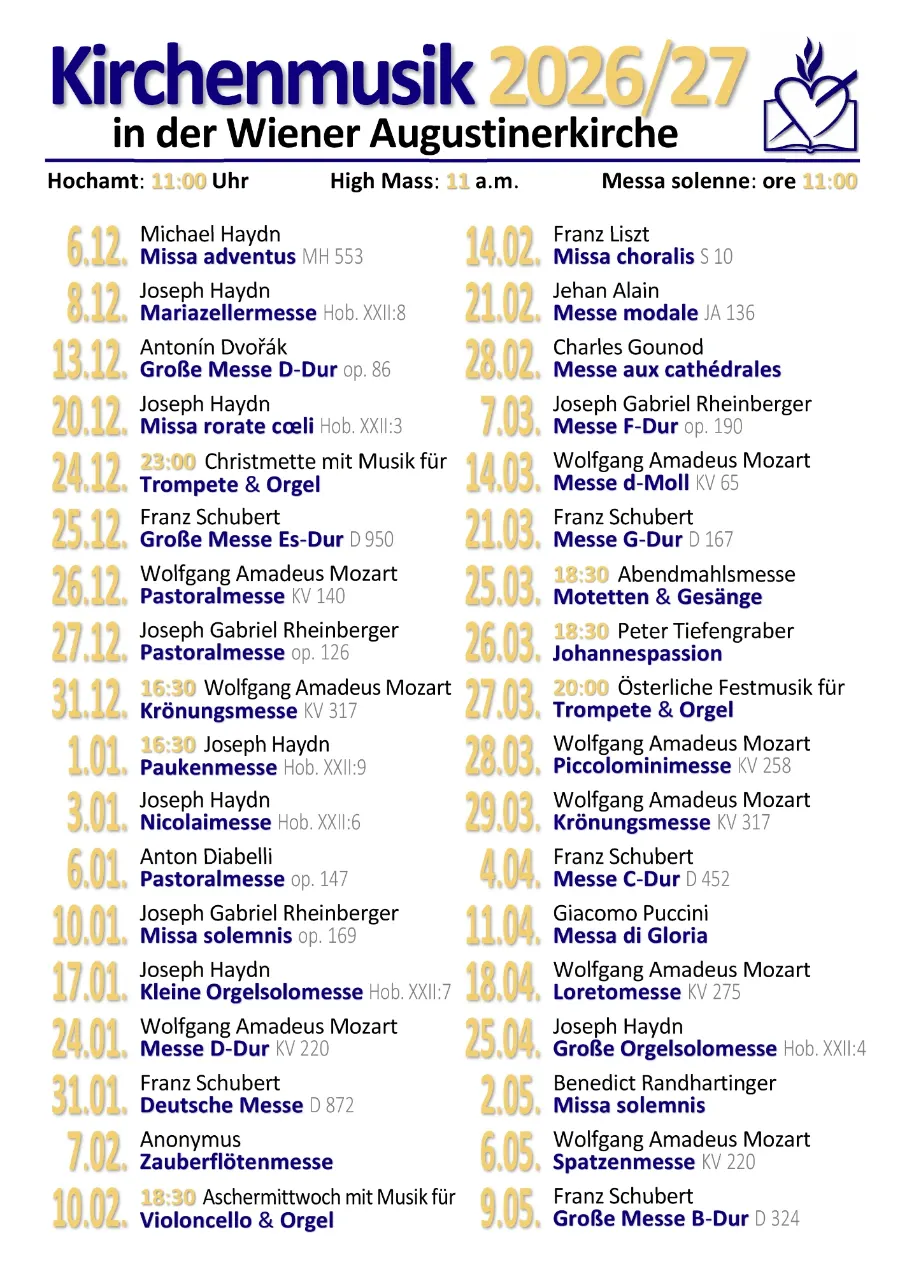 Kirchenmusik 2026/27
in der Wiener Augustinerkirche
Hochamt: 11:00 Uhr
High Mass: 11 a.m.
Messa solenne: ore 11:00
6.12. Michael Haydn
Missa adventus MH 553
8.12. Joseph Haydn
Mariazellermesse Hob. XXII:8
13.12. Antonín Dvořák
Große Messe D-Dur op. 86
20.12. Joseph Haydn
Missa rorate cœli Hob. XXII:3
24.12. 23:00 Christmette mit Musik für
Trompete & Orgel
25.12. Franz Schubert
Große Messe Es-Dur D 950
26.12. Wolfgang Amadeus Mozart
Pastoralmesse KV 140
27.12. Joseph Gabriel Rheinberger
Pastoralmesse op. 126
31.12. 16:30 Wolfgang Amadeus Mozart
Krönungsmesse KV 317
1.01. 16:30 Joseph Haydn
Paukenmesse Hob. XXII:9
3.01. Joseph Haydn
Nicolaimesse Hob. XXII:6
6.01. Anton Diabelli
Pastoralmesse op. 147
10.01. Joseph Gabriel Rheinberger
Missa solemnis op. 169
17.01. Joseph Haydn
Kleine Orgelsolomesse Hob. XXII:7
24.01. Wolfgang Amadeus Mozart
Messe D-Dur KV 220
31.01. Franz Schubert
Deutsche Messe D 872
7.02. Anonymus
Zauberflötenmesse
10.02. 18:30 Aschermittwoch mit Musik für
Violoncello & Orgel
14.02. Franz Liszt
Missa choralis S 10
21.02. Jehan Alain
Messe modale JA 136
28.02. Charles Gounod
Messe aux cathédrales
7.03. Joseph Gabriel Rheinberger
Messe F-Dur op. 190
14.03. Wolfgang Amadeus Mozart
Messe d-Moll KV 65
21.03. Franz Schubert
Messe G-Dur D 167
25.03. 18:30 Abendmahlsmesse
Motetten & Gesänge
26.03. 18:30 Peter Tiefengraber
Johannespassion
27.03. 20:00 Österliche Festmusik für
Trompete & Orgel
28.03. Wolfgang Amadeus Mozart
Piccolominimesse KV 258
29.03. Wolfgang Amadeus Mozart
Krönungsmesse KV 317
4.04. Franz Schubert
Messe C-Dur D 452
11.04. Giacomo Puccini
Messa di Gloria
18.04. Wolfgang Amadeus Mozart
Loretomesse KV 275
25.04. Joseph Haydn
Große Orgelsolomesse Hob. XXII:4
2.05. Benedict Randhartinger
Missa solemnis
6.05. Wolfgang Amadeus Mozart
Spatzenmesse KV 220
9.05. Franz Schubert
Große Messe B-Dur D 324